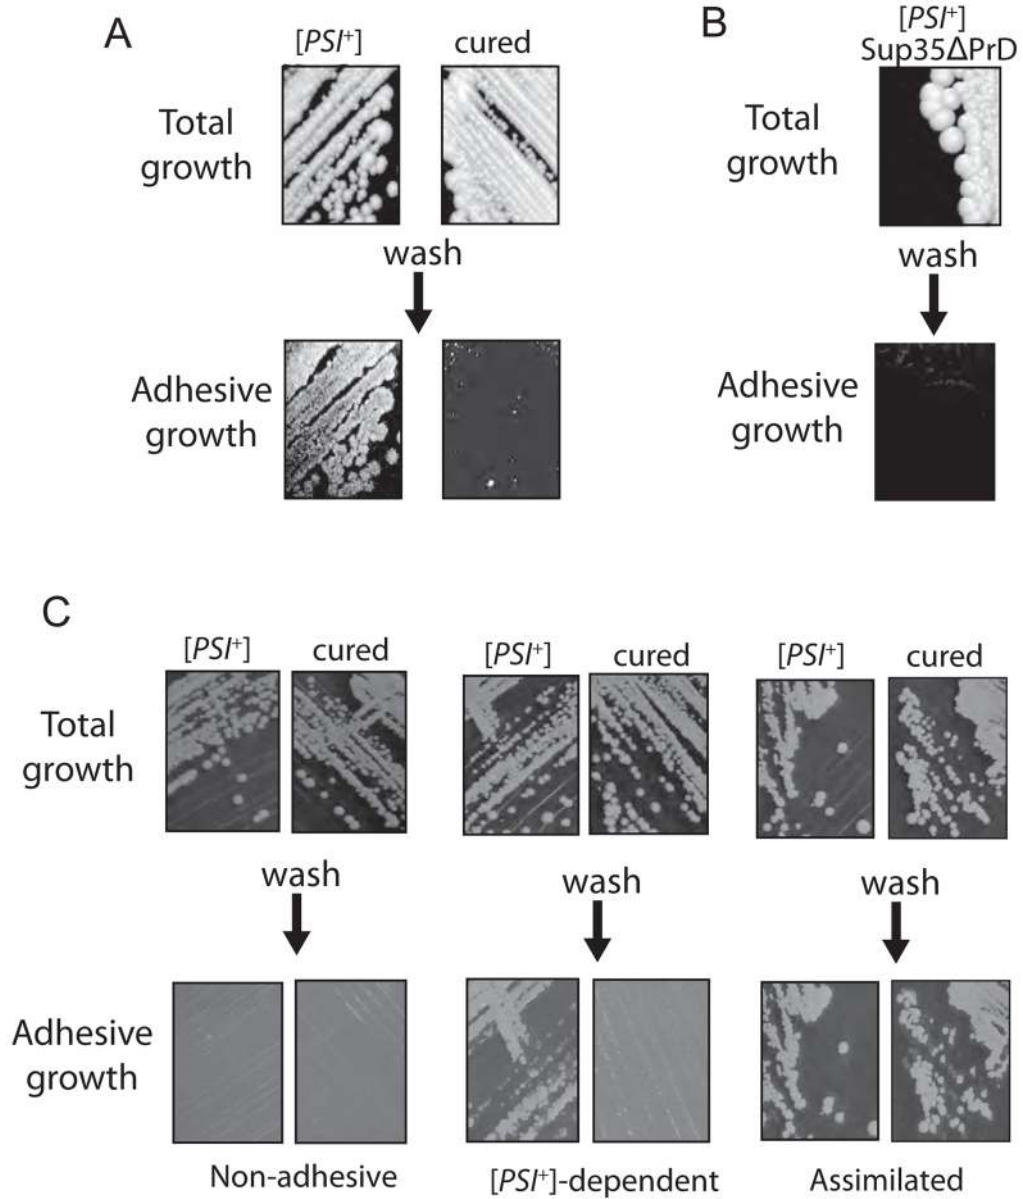 A
[PSI+]
cured
Total
growth
wash
Adhesive
growth
B
[PSI+]
Sup35ΔPrD
Total
growth
wash
Adhesive
growth
C
[PSI+]
cured
[PSI+]
cured
[PSI+]
cured
Total
growth
wash
wash
wash
Adhesive
growth
Non-adhesive
[PSI+]-dependent
Assimilated